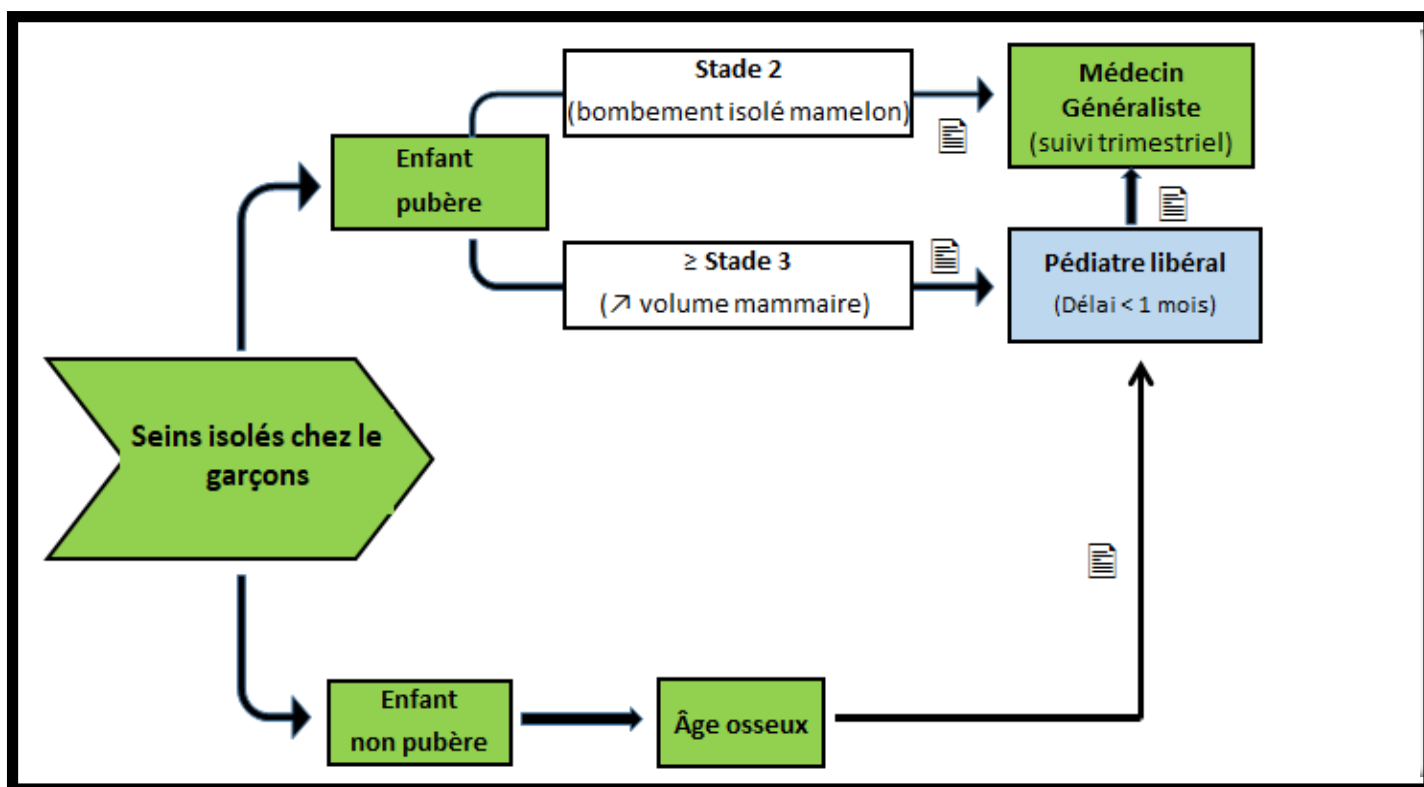 Stade 2
(bombement isolé mamelon)
Médecin
Généraliste
(suivi trimestriel)
Enfant
pubère
≥ Stade 3
(↗ volume mammaire)
Pédiatre libéral
(Délai < 1 mois)
Seins isolés chez le
garçons
Enfant
non pubère
Âge osseux